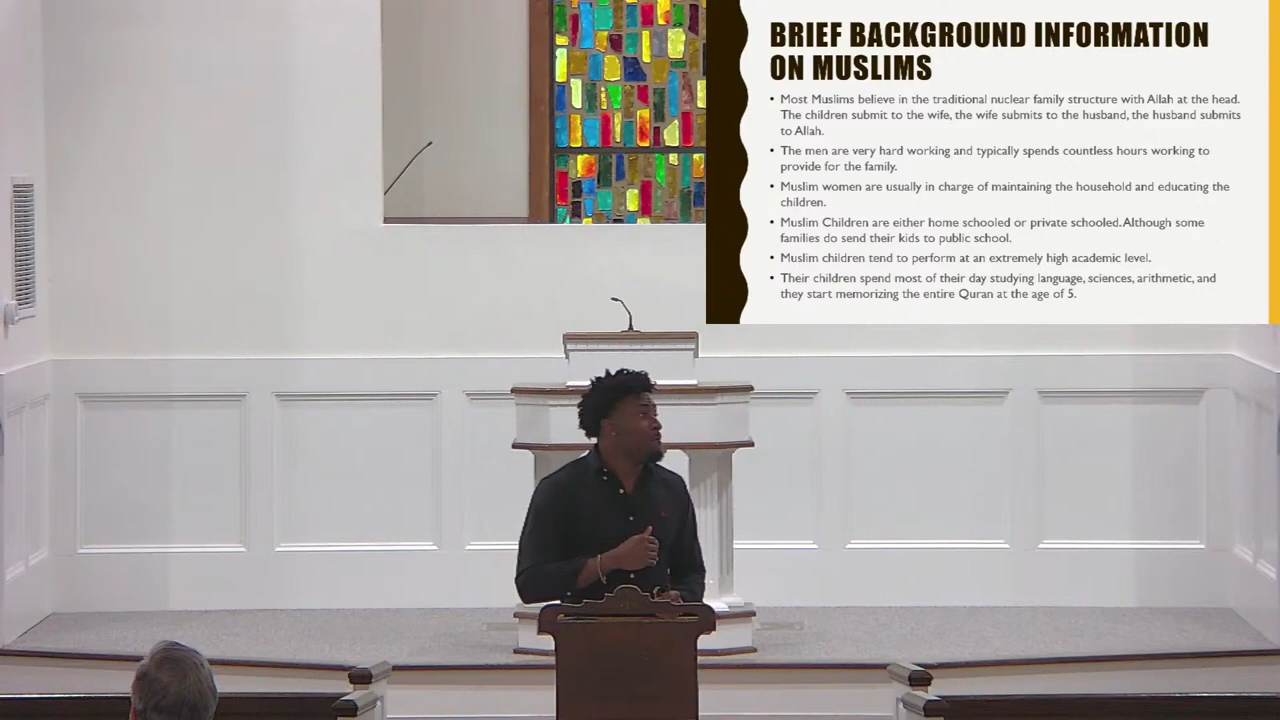 BRIEF BACKGROUND INFORMATION
ON MUSLIMS
• Most Muslims believe in the traditional nuclear family structure with Allah at the head.
The children submit to the wife, the wife submits to the husband, the husband submits
to Allah.
• The men are very hard working and typically spends countless hours working to
provide for the family.
• Muslim women are usually in charge of maintaining the household and educating the
children.
• Muslim Children are either home schooled or private schooled. Although some
families do send their kids to public school.
• Muslim children tend to perform at an extremely high academic level.
• Their children spend most of their day studying language, sciences, arithmetic, and
they start memorizing the entire Quran at the age of 5.